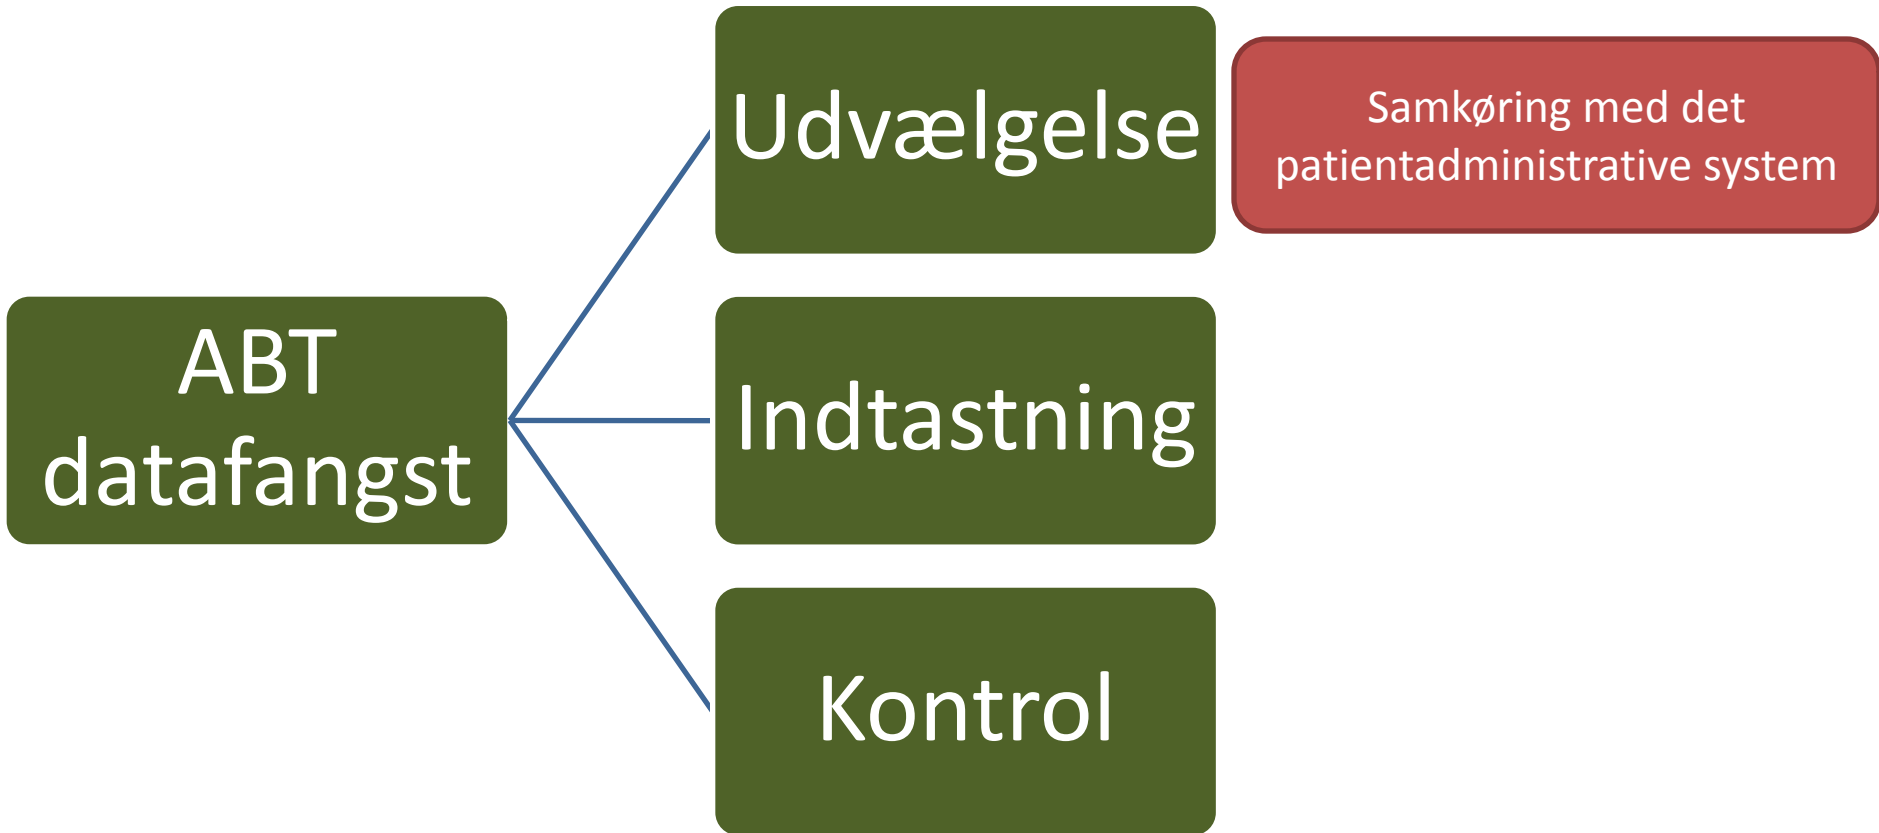 ABT
datafangst
Udvælgelse
Samkøring med det
patientadministrative system
Indtastning
Kontrol